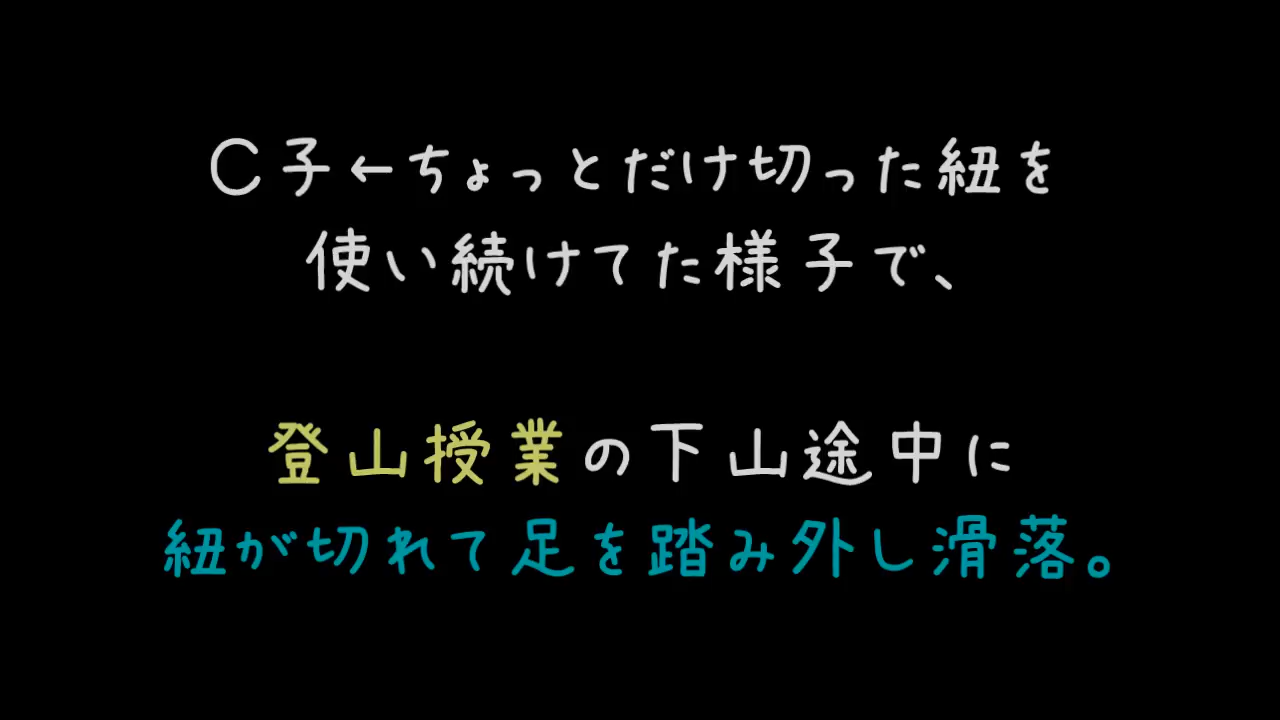 C子←ちょっとだけ切った紐を
使い続けてた様子で、
登山授業の下山途中に
紐が切れて足を踏み外し滑落。